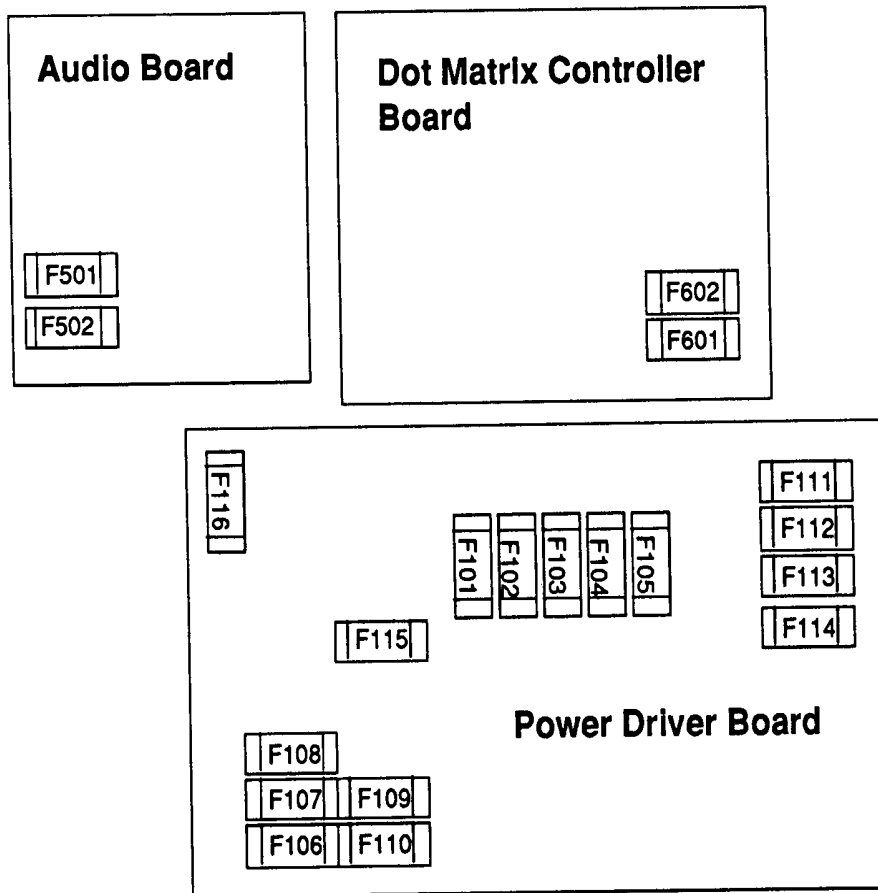 Audio Board
Dot Matrix Controller
Board
F501
F502
F602
F601
F116
F101
F102
F103
F104
F105
F111
F112
F113
F114
F115
Power Driver Board
F108
F107
F109
F106
F110